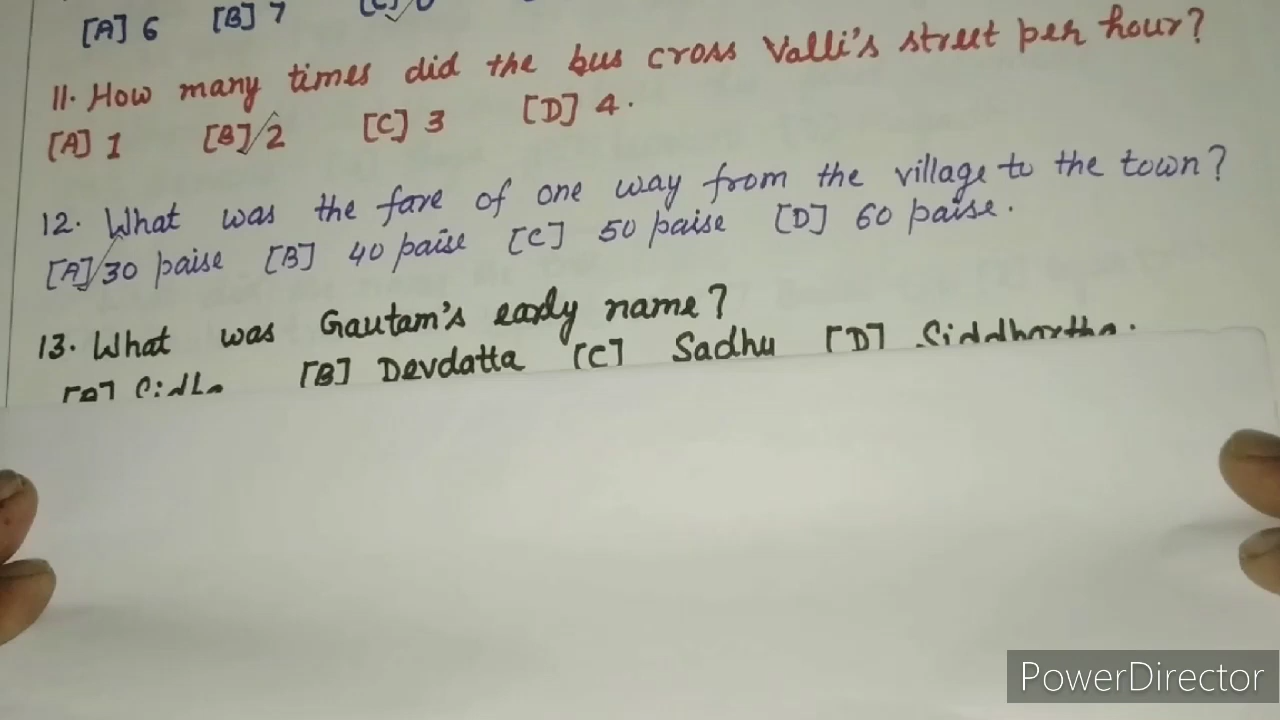 [A] 6 [B] 7
11. How many times did the bus cross Valli's street per hour?
[A] 1 [B] 2 [C] 3 [D] 4.
12. What was the fare of one way from the village to the town?
[A] 30 paise [B] 40 paise [C] 50 paise [D] 60 paise.
13. What was Gautam's early name?
[B] Devdatta [C] Sadhu [D] Siddhartha.
PowerDirector